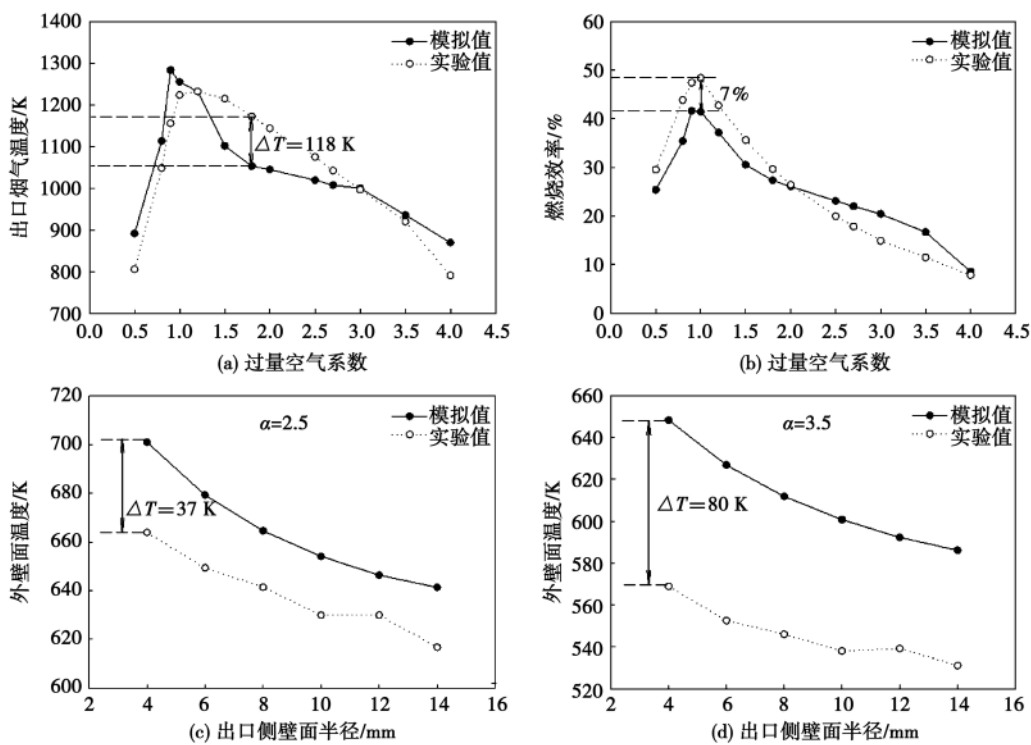 1400
1300
1200
1100
1000
900
800
700
出口烟气温度/K
模拟值
实验值
△T=118 K
0.0 0.5 1.0 1.5 2.0 2.5 3.0 3.5 4.0 4.5
(a) 过量空气系数
60
50
40
30
20
10
0
燃烧效率/%
模拟值
实验值
7%
0.0 0.5 1.0 1.5 2.0 2.5 3.0 3.5 4.0 4.5
(b) 过量空气系数
720
700
680
660
640
620
600
外壁面温度/K
α=2.5
模拟值
实验值
△T=37 K
2 4 6 8 10 12 14 16
(c) 出口侧壁面半径/mm
660
640
620
600
580
560
540
520
外壁面温度/K
α=3.5
模拟值
实验值
△T=80 K
2 4 6 8 10 12 14 16
(d) 出口侧壁面半径/mm